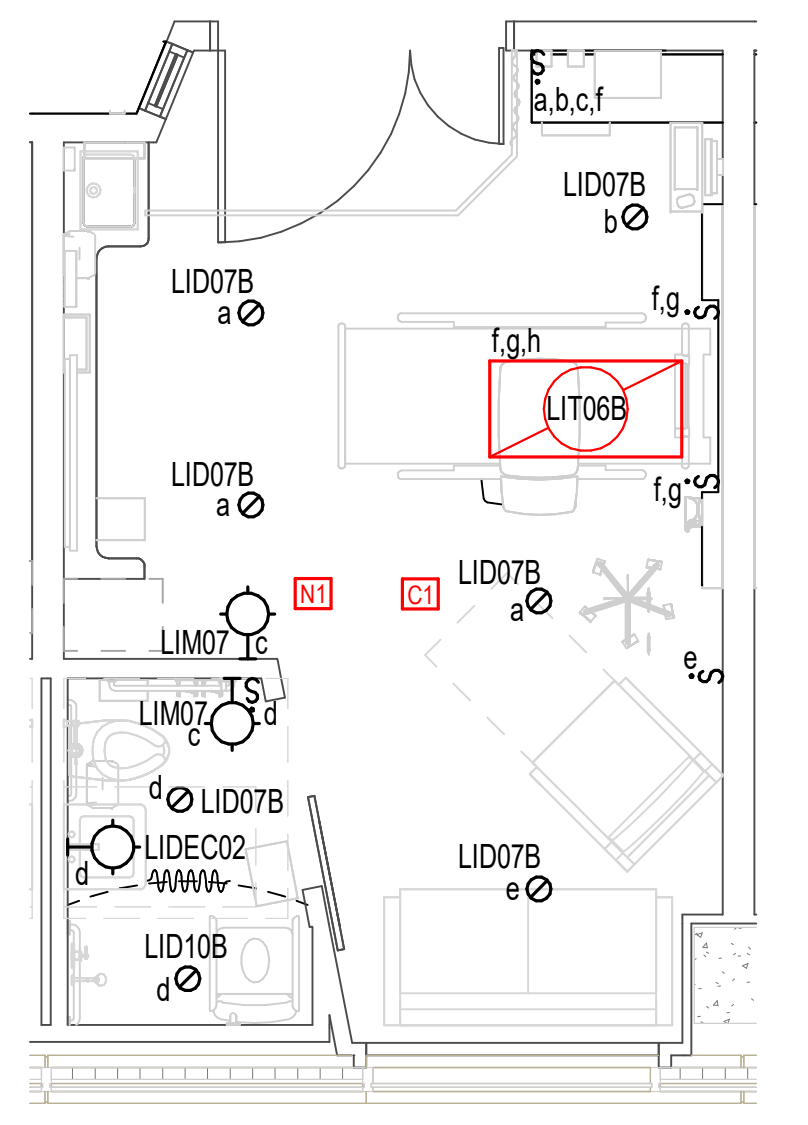 S
a,b,c,f
LID07B
b
LID07B
a
f,g
S
f,g,h
LIT06B
LID07B
a
f,g
S
N1
C1
LID07B
a
LIM07
c
e
S
S
LIM07
d
c
d
LID07B
LIDEC02
d
LID07B
e
LID10B
d